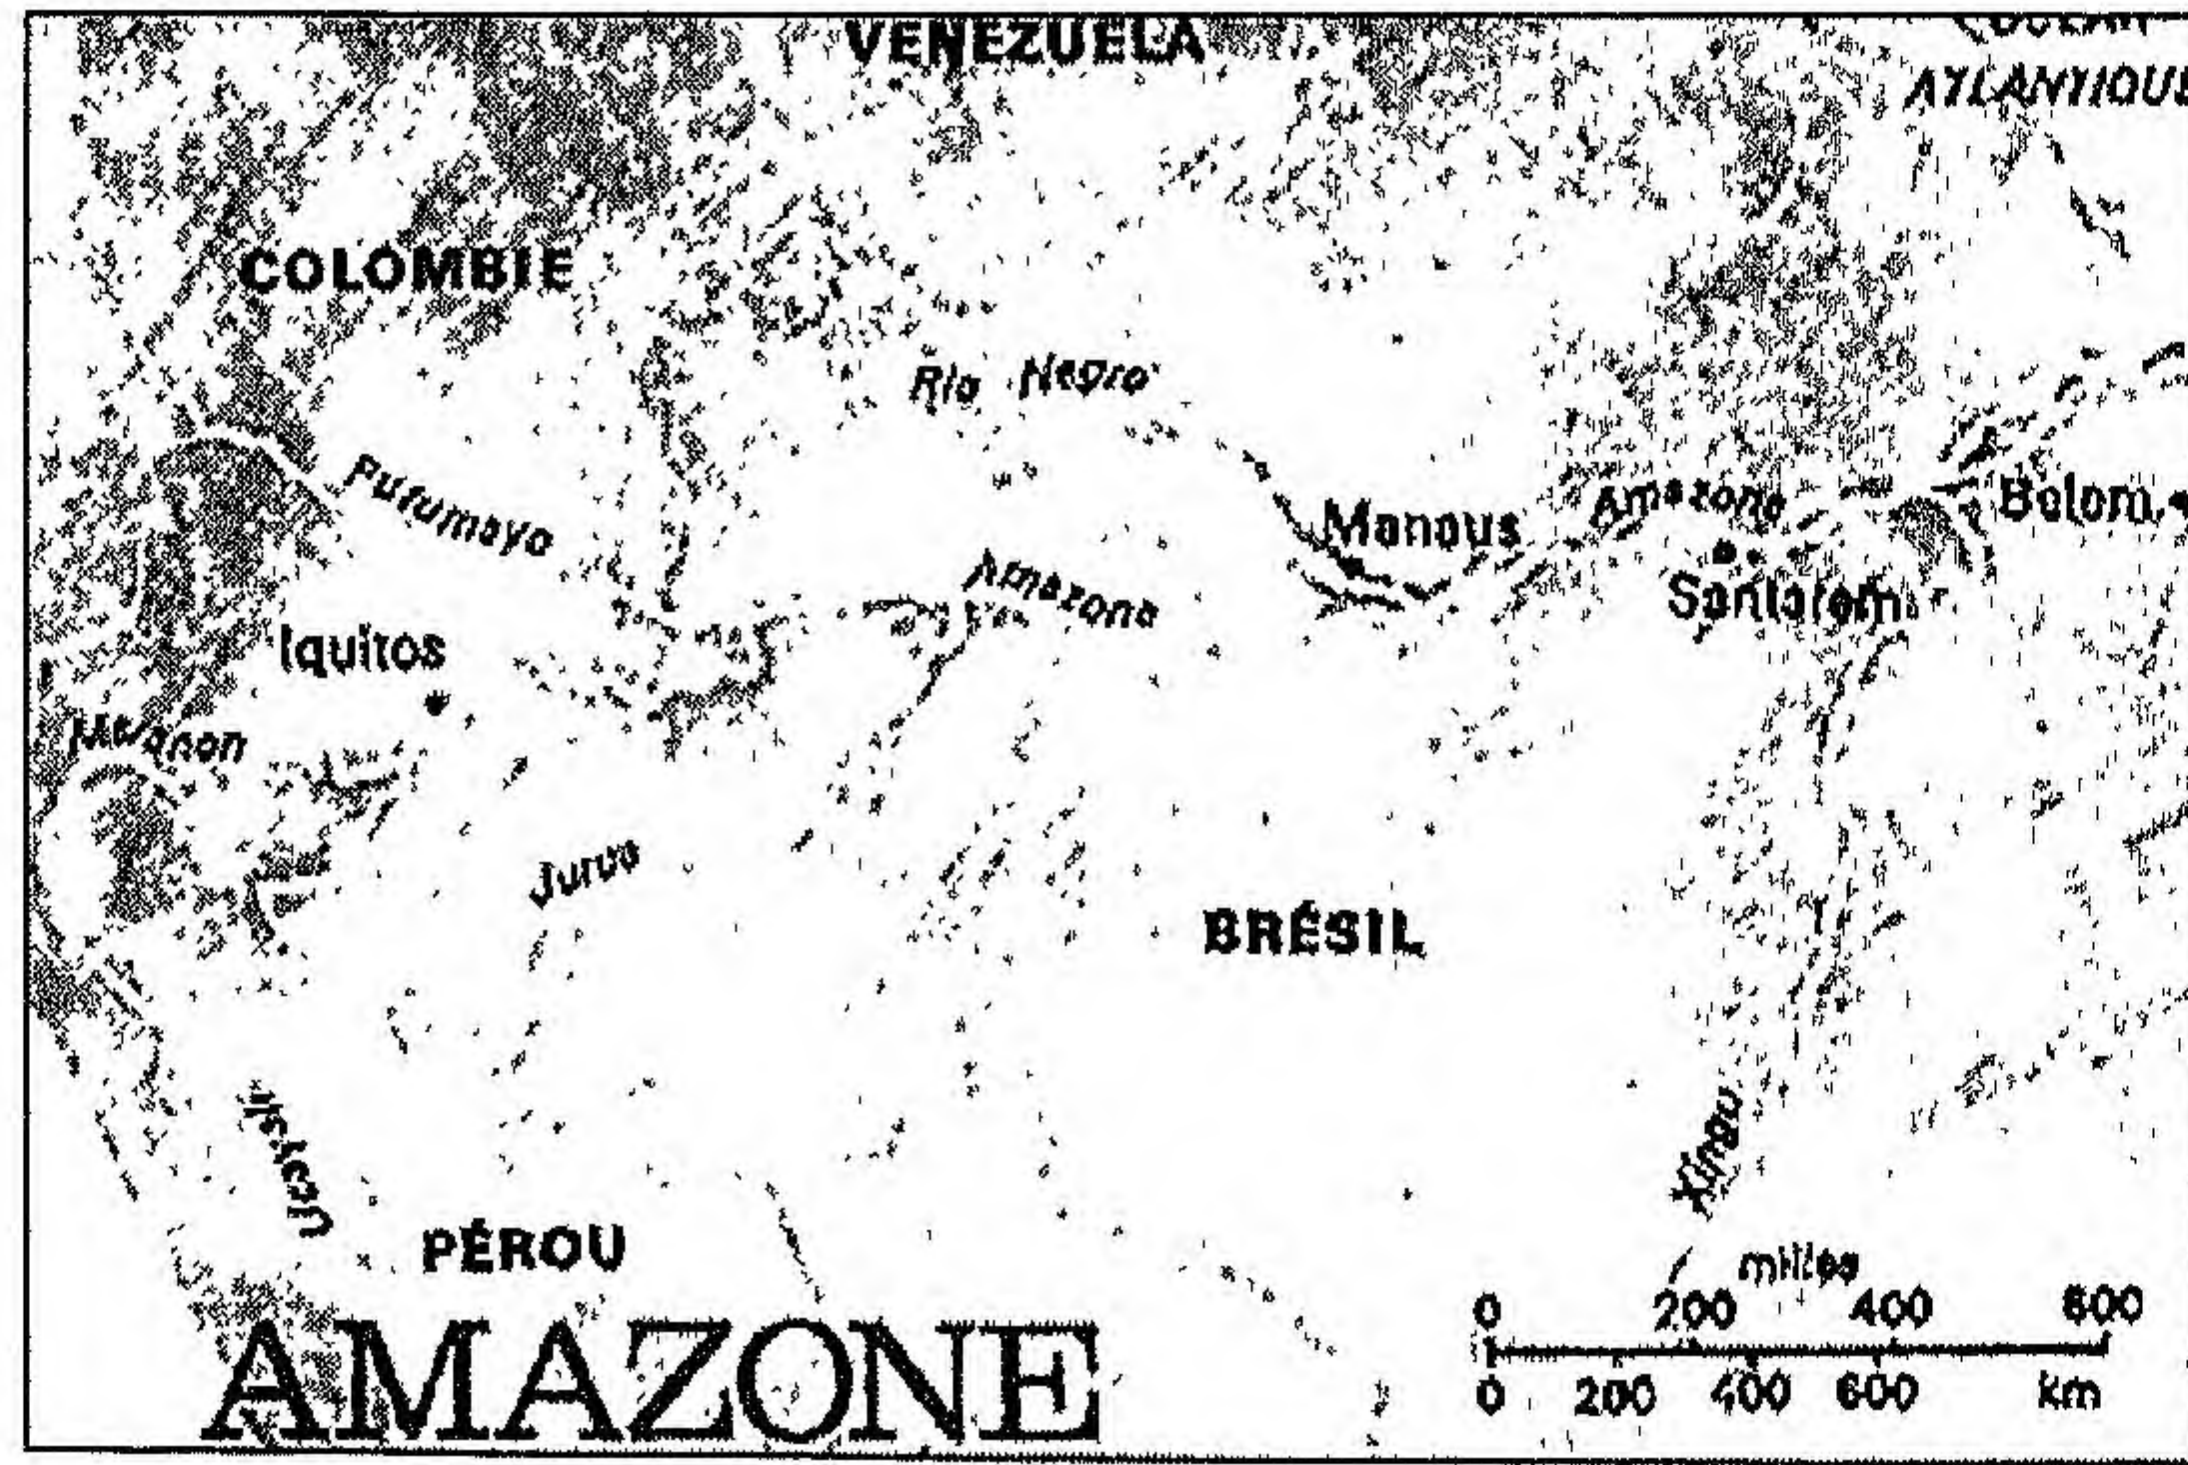 VENEZUELA
OCÉAN
ATLANTIQUE
COLOMBIE
Rio Negro
Putumayo
Manaus
Amazone
Belem
Amazone
Santarem
Iquitos
Marañon
Jurua
BRÉSIL
Xingu
Ucayali
PÉROU
milles
0 200 400 600
0 200 400 600 km
AMAZONE